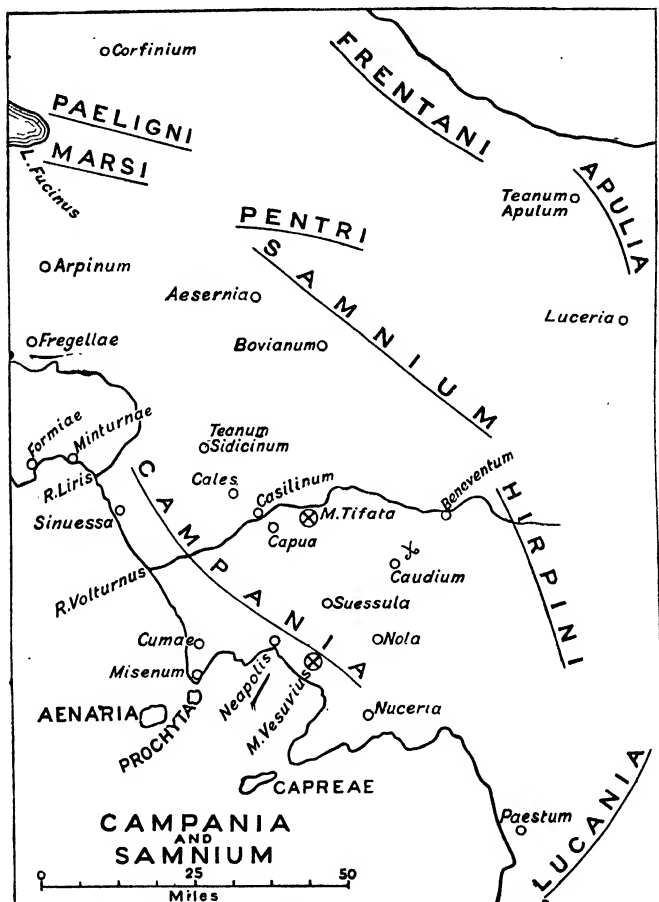 Corfinium
FRENTANI
PAELIGNI
MARSI
L. Fucinus
APULIA
Teanum
Apulum
PENTRI
SAMNIUM
Arpinum
Aesernia
Luceria
Fregellae
Bovianum
Formiae
Minturnae
Teanum
Sidicinum
R. Liris
CAMPANIA
Cales
Casilinum
Beneventum
HIRPINI
Sinuessa
M. Tifata
Capua
Caudium
R. Volturnus
Suessula
Cumae
Nola
Misenum
Neapolis
M. Vesuvius
AENARIA
PROCHYTA
Nuceria
CAPREAE
LUCANIA
Paestum
CAMPANIA
AND
SAMNIUM
0 25 50
Miles